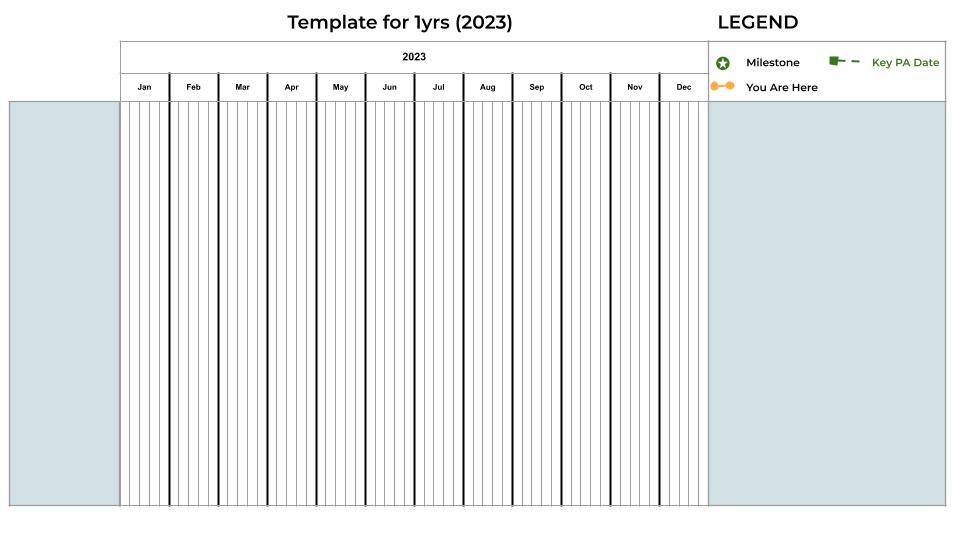 Template for 1yrs (2023)
LEGEND
2023
Milestone
Key PA Date
You Are Here
Jan Feb Mar Apr May Jun Jul Aug Sep Oct Nov Dec